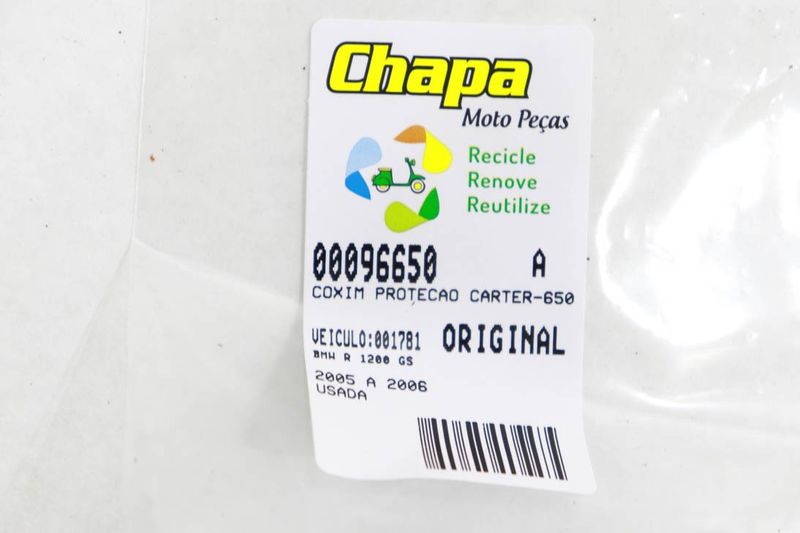 Chapa
Moto Peças
Recicle
Renove
Reutilize
00096650 A
COXIM PROTECAO CARTER-650
VEICULO:001781 ORIGINAL
BMW R 1200 GS
2005 A 2006
USADA